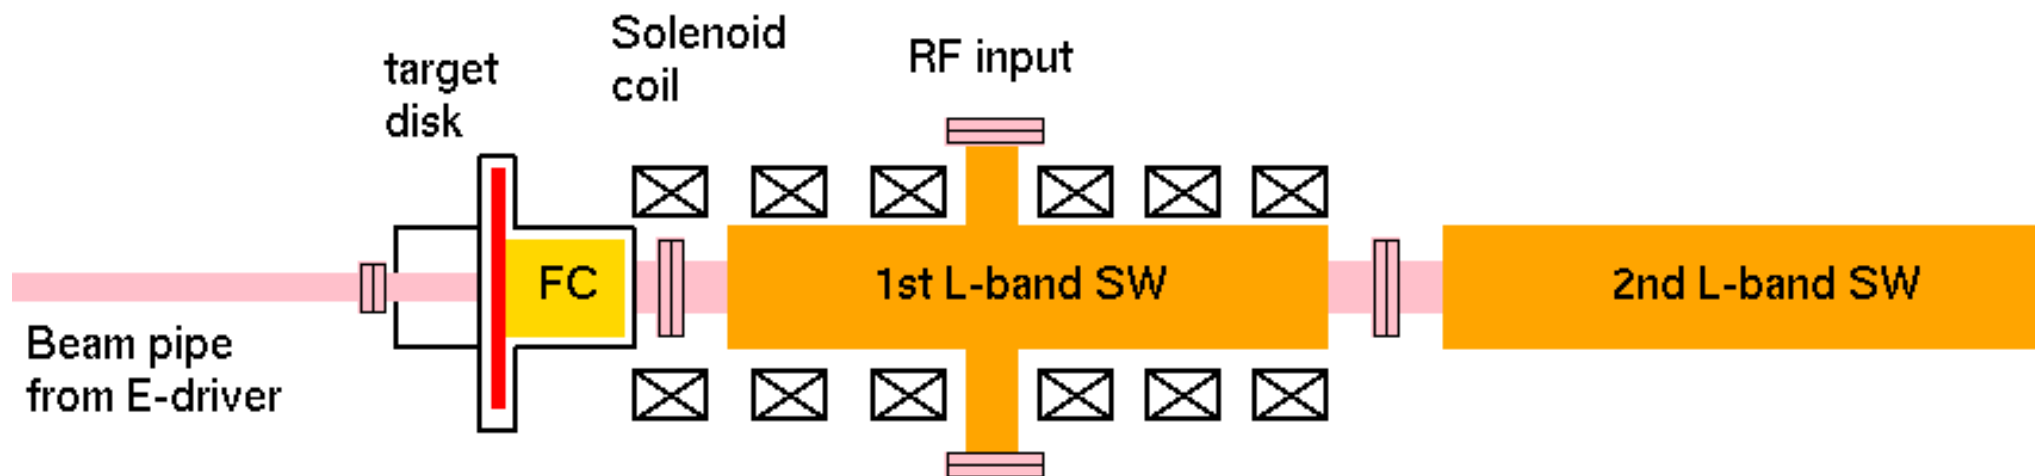 target
disk
Solenoid
coil
RF input
FC
1st L-band SW
2nd L-band SW
Beam pipe
from E-driver